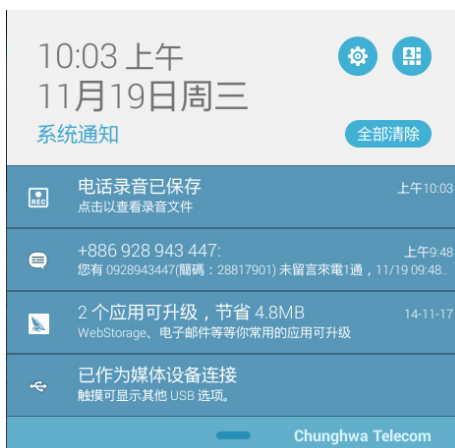 10:03 上午
11月19日周三
系统通知
全部清除
电话录音已保存
上午10:03
REC
点击以查看录音文件
+886 928 943 447:
上午9:48
您有 0928943447(簡碼：28817901) 未留言來電1通，11/19 09:48..
2 个应用可升级，节省 4.8MB
14-11-17
WebStorage、电子邮件等等你常用的应用可升级
已作为媒体设备连接
触摸可显示其他 USB 选项。
Chunghwa Telecom